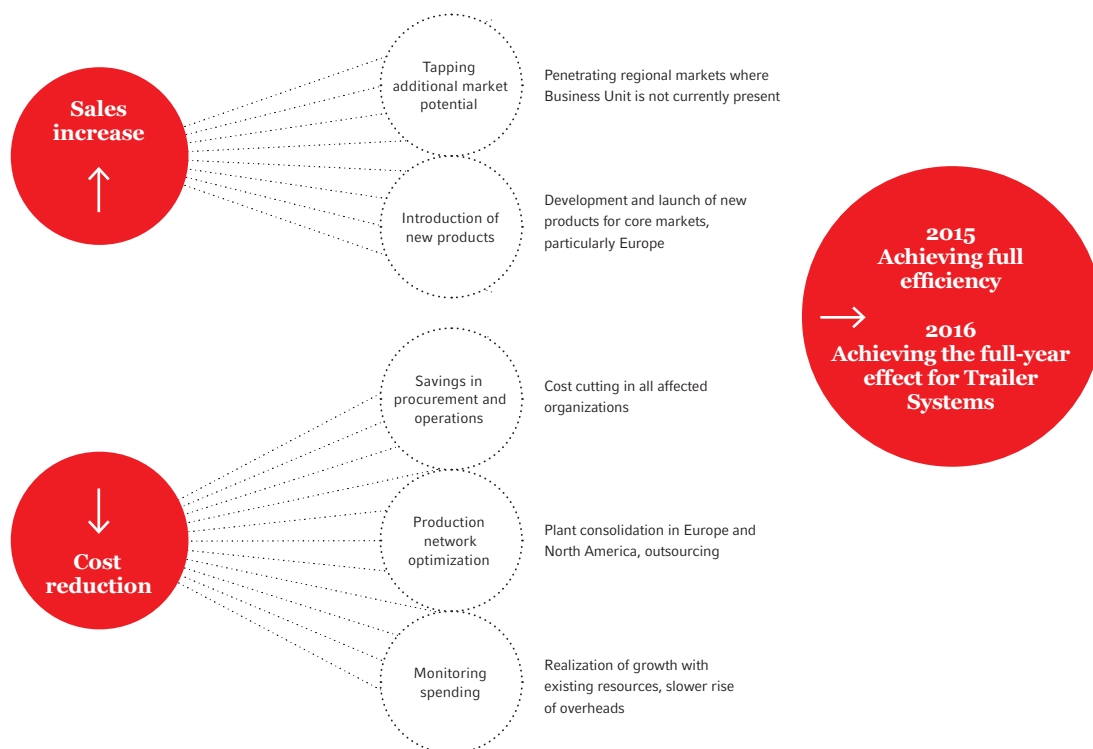 Sales
increase
Tapping
additional market
potential
Penetrating regional markets where
Business Unit is not currently present
Introduction of
new products
Development and launch of new
products for core markets,
particularly Europe
Cost
reduction
Savings in
procurement and
operations
Cost cutting in all affected
organizations
Production
network
optimization
Plant consolidation in Europe and
North America, outsourcing
Monitoring
spending
Realization of growth with
existing resources, slower rise
of overheads
2015
Achieving full
efficiency
2016
Achieving the full-year
effect for Trailer
Systems